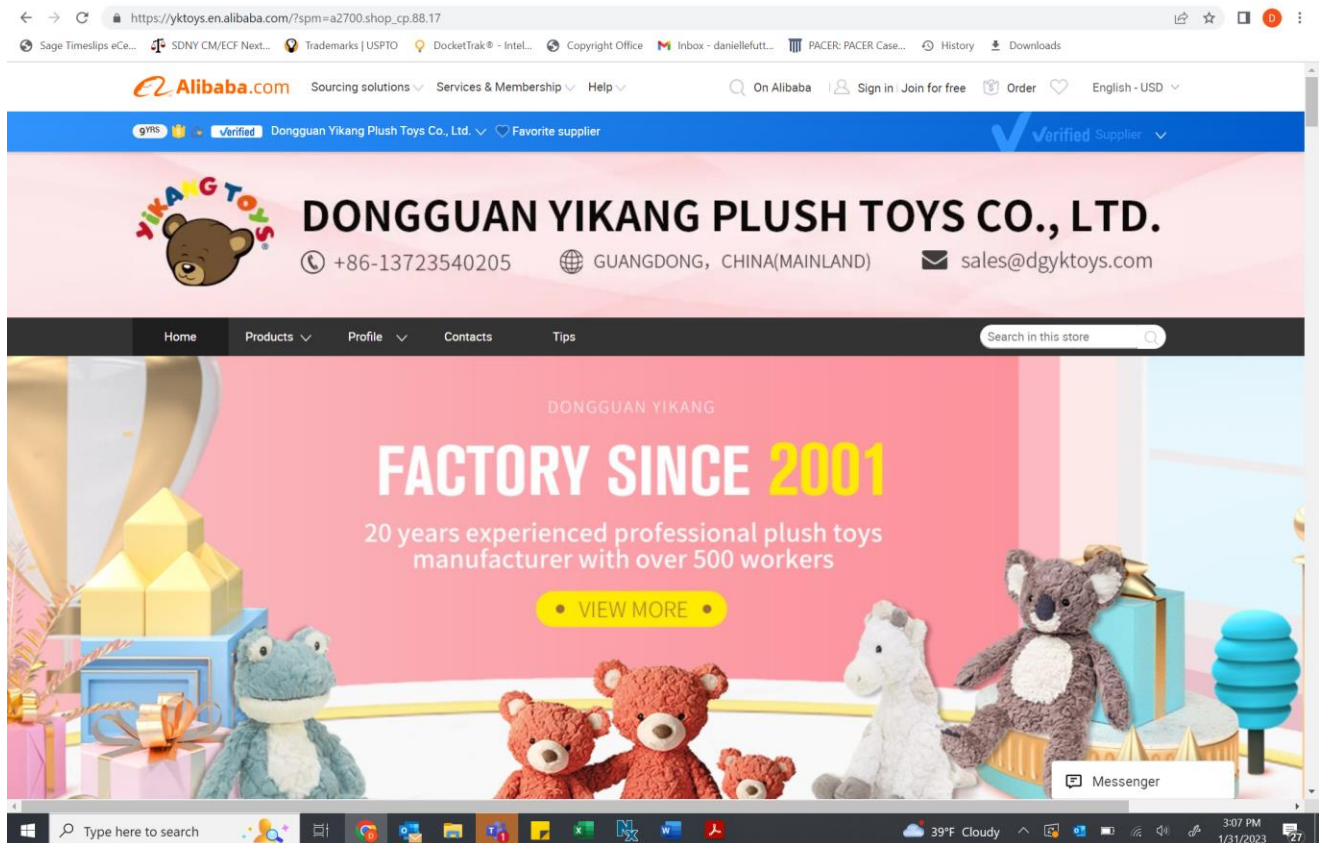 https://yktoys.en.alibaba.com/?spm=a2700.shop_cp.88.17
D
Sage Timeslips eCe... SDNY CM/ECF Next... Trademarks | USPTO DocketTrak® - Intel... Copyright Office Inbox - daniellefutt... PACER: PACER Case... History Downloads
Alibaba.com Sourcing solutions Services & Membership Help On Alibaba Sign in Join for free Order English - USD
9YRS Verified Dongguan Yikang Plush Toys Co., Ltd. Favorite supplier Verified Supplier
YIKANG TOYS ®
DONGGUAN YIKANG PLUSH TOYS CO., LTD.
+86-13723540205 GUANGDONG, CHINA(MAINLAND) sales@dgyktoys.com
Home Products Profile Contacts Tips Search in this store
DONGGUAN YIKANG
FACTORY SINCE 2001
20 years experienced professional plush toys
manufacturer with over 500 workers
• VIEW MORE •
Messenger
Type here to search 39°F Cloudy 3:07 PM
1/31/2023 27